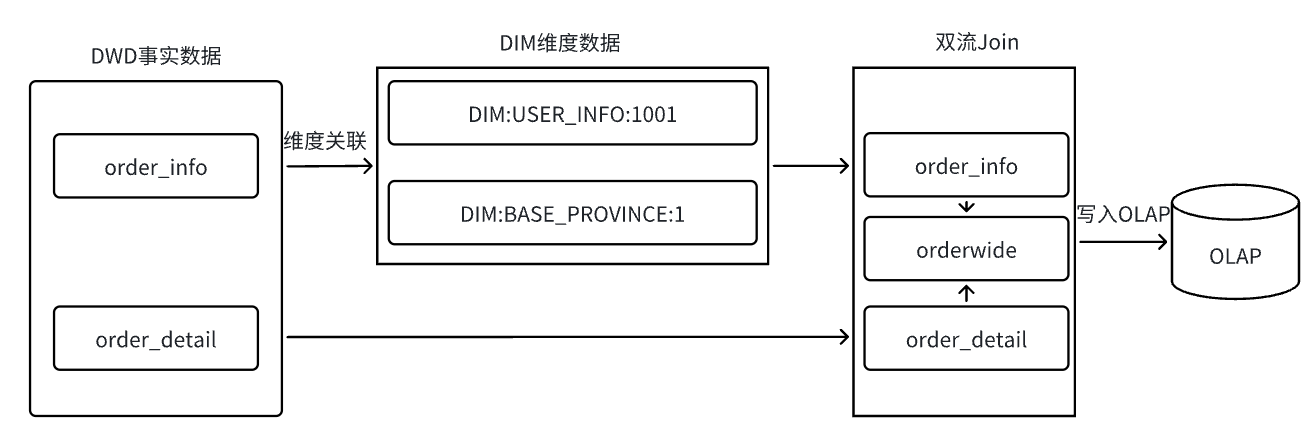 DWD事实数据
order_info
order_detail
维度关联
DIM维度数据
DIM:USER_INFO:1001
DIM:BASE_PROVINCE:1
双流Join
order_info
orderwide
order_detail
写入OLAP
OLAP